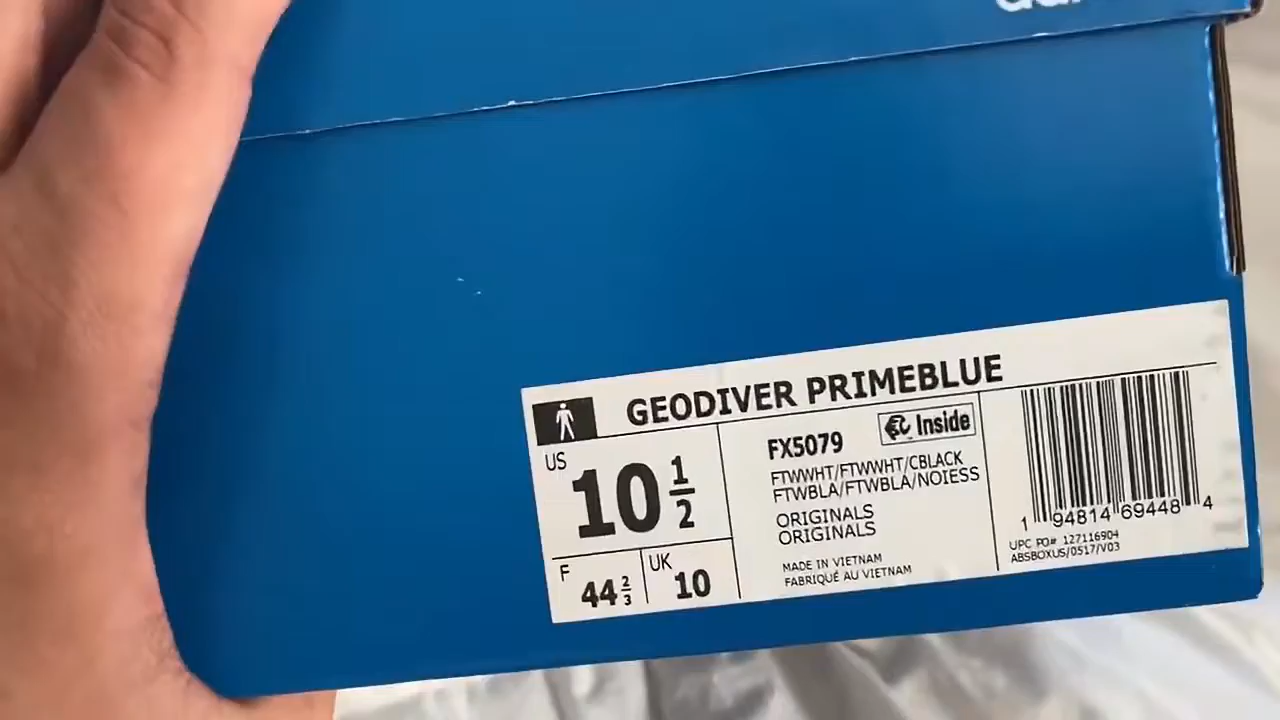 GEODIVER PRIMEBLUE
US
10 1/2
F
44 2/3
UK
10
FX5079
Inside
FTWWHT/FTWWHT/CBLACK
FTWBLA/FTWBLA/NOIESS
ORIGINALS
ORIGINALS
MADE IN VIETNAM
FABRIQUÉ AU VIETNAM
1 94814 69448 4
UPC PO# 127116904
ABSBOXUS/0517/V03